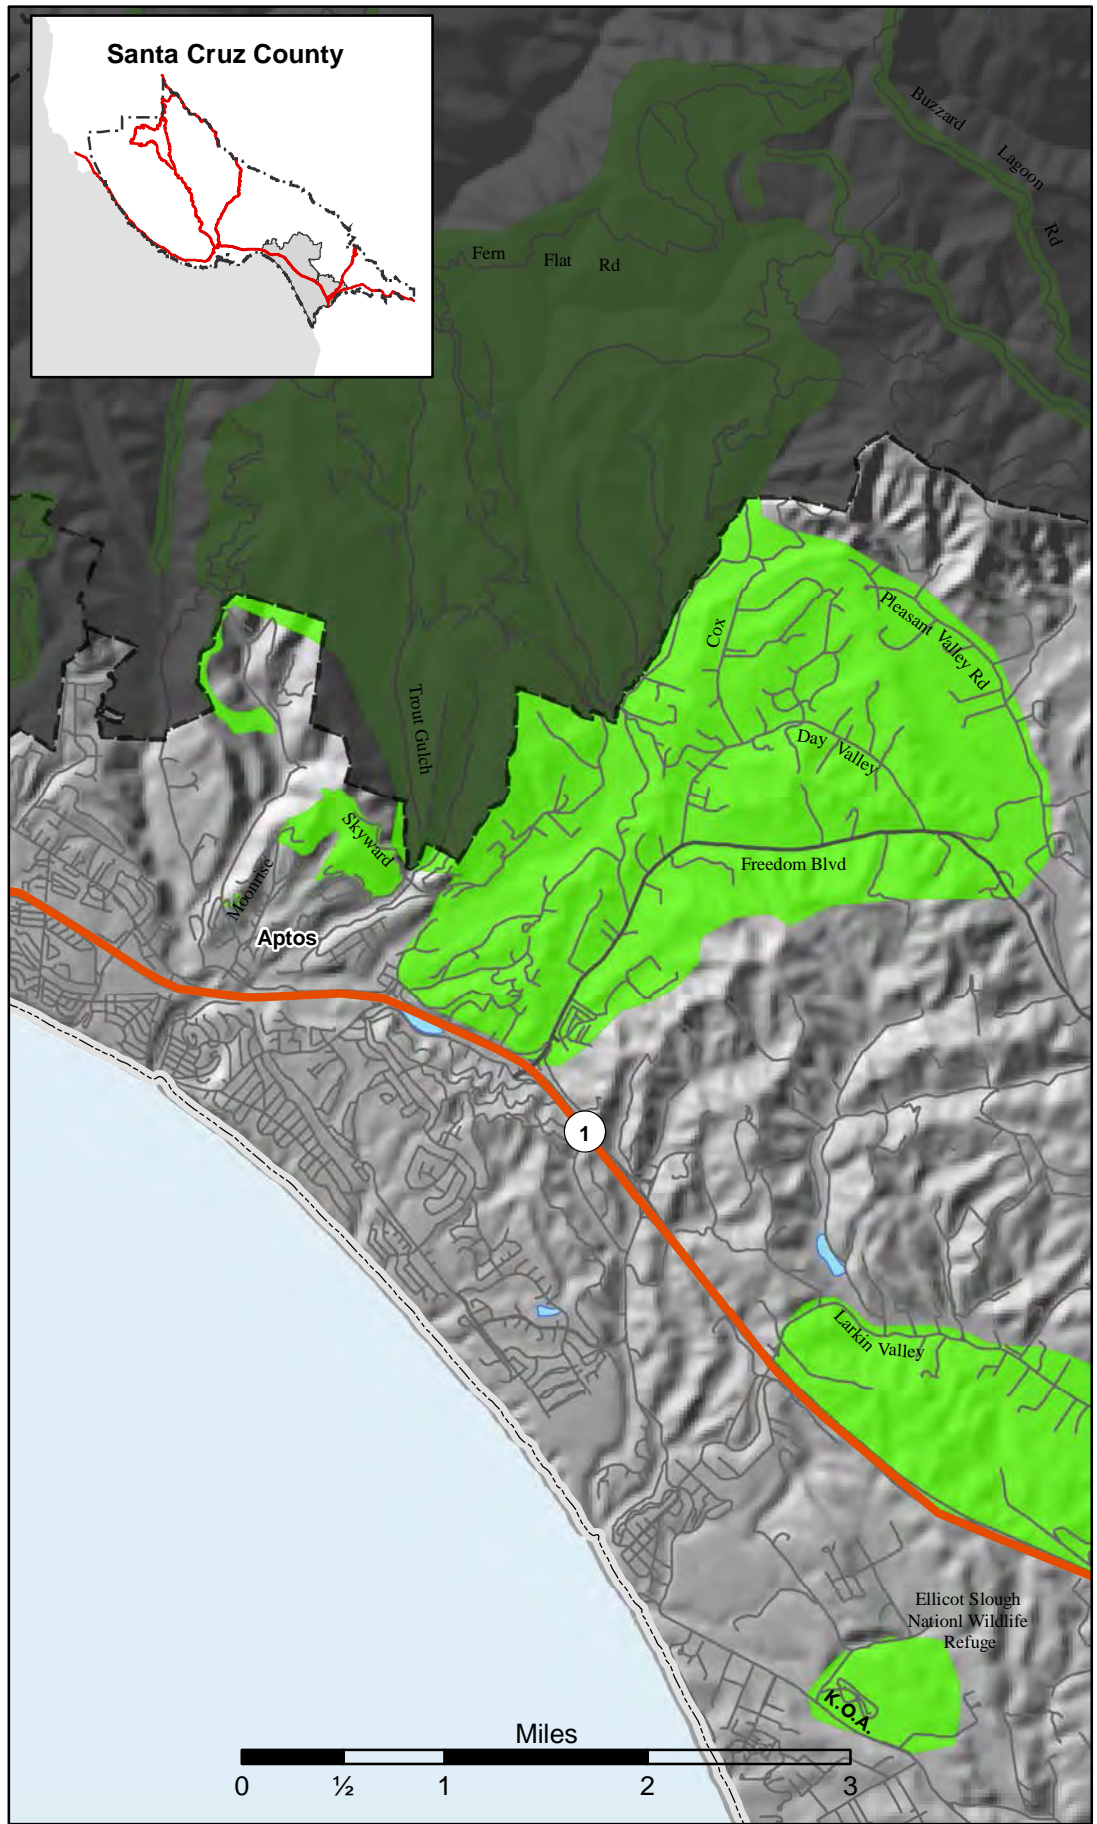 Santa Cruz County
Buzzard Lagoon Rd
Fern Flat Rd
Cox
Pleasant Valley Rd
Trout Gulch
Day Valley
Skyward
Freedom Blvd
Moonrise
Aptos
1
Larkin Valley
Ellicot Slough
Nationl Wildlife
Refuge
K.O.A.
Miles
0 ½ 1 2 3